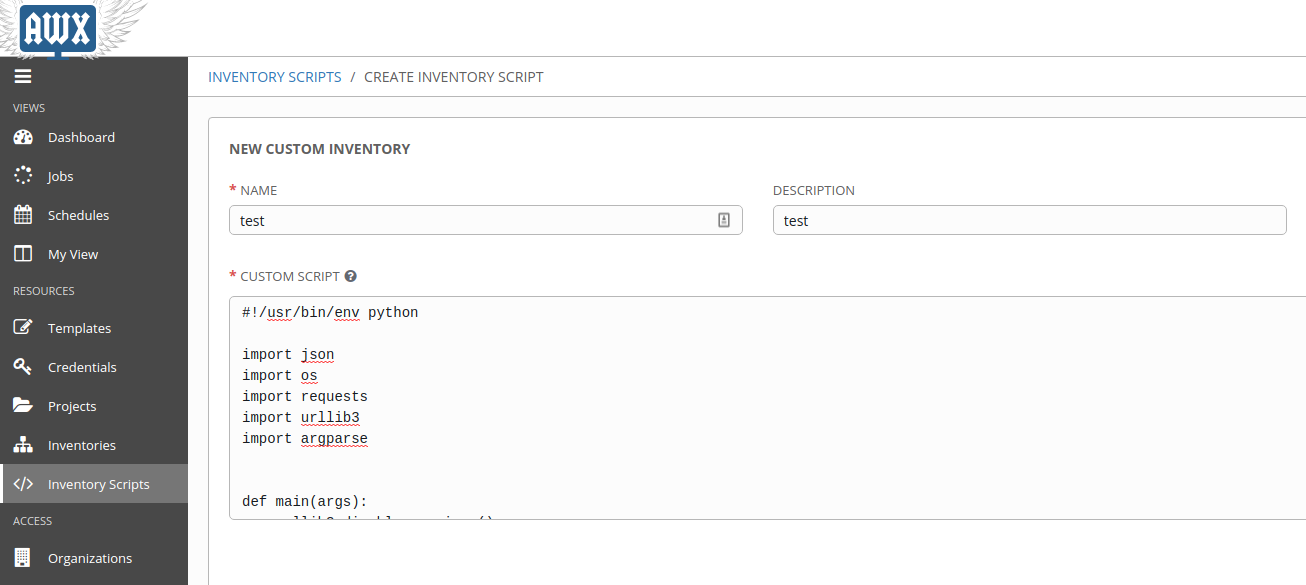 AWX
INVENTORY SCRIPTS / CREATE INVENTORY SCRIPT
VIEWS
Dashboard
Jobs
Schedules
My View
RESOURCES
Templates
Credentials
Projects
Inventories
Inventory Scripts
ACCESS
Organizations
NEW CUSTOM INVENTORY
* NAME
test
DESCRIPTION
test
* CUSTOM SCRIPT
#!/usr/bin/env python
import json
import os
import requests
import urllib3
import argparse
def main(args):